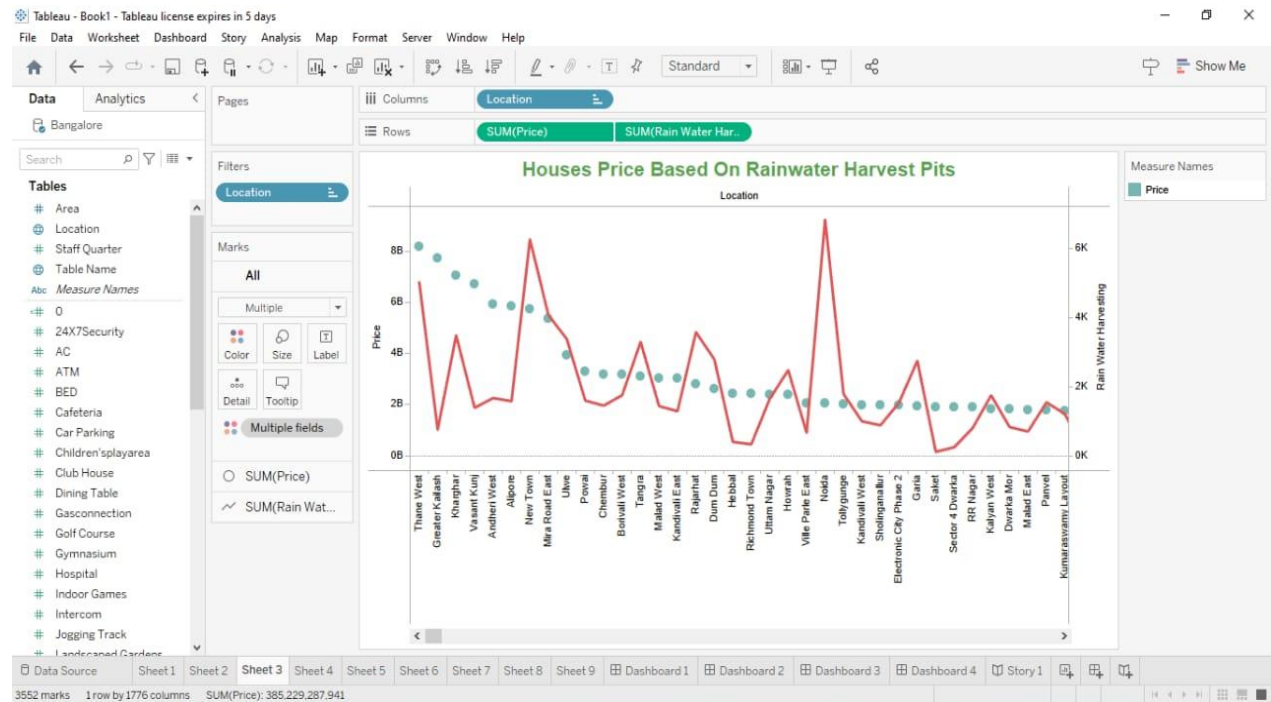 Tableau - Book1 - Tableau license expires in 5 days
File Data Worksheet Dashboard Story Analysis Map Format Server Window Help
Standard
Show Me
Data Analytics
Bangalore
Search
Tables
Area
Location
Staff Quarter
Table Name
Abc Measure Names
0
24X7Security
AC
ATM
BED
Cafeteria
Car Parking
Children'splayarea
Club House
Dining Table
Gasconnection
Golf Course
Gymnasium
Hospital
Indoor Games
Intercom
Jogging Track
Landscaped Gardens
Pages
Filters
Location
Marks
All
Multiple
Color Size Label
Detail Tooltip
Multiple fields
SUM(Price)
SUM(Rain Wat...
Columns Location
Rows SUM(Price) SUM(Rain Water Har..
Houses Price Based On Rainwater Harvest Pits
Location
Price
8B
6B
4B
2B
0B
6K
4K
2K
0K
Rain Water Harvesting
Thane West
Greater Kailash
Kharghar
Vasant Kunj
Andheri West
Alipore
New Town
Mira Road East
Ulwe
Powai
Chembur
Borivali West
Tangra
Malad West
Kandivali East
Rajarhat
Dum Dum
Hebbal
Richmond Town
Uttam Nagar
Howrah
Ville Parle East
Noida
Tollygunge
Kandivali West
Sholinganallur
Electronic City Phase 2
Garia
Saket
Sector 4 Dwarka
RR Nagar
Kalyan West
Dwarka Mor
Malad East
Panvel
Kumaraswamy Layout
Measure Names
Price
Data Source Sheet 1 Sheet 2 Sheet 3 Sheet 4 Sheet 5 Sheet 6 Sheet 7 Sheet 8 Sheet 9 Dashboard 1 Dashboard 2 Dashboard 3 Dashboard 4 Story 1
3552 marks 1 row by 1776 columns SUM(Price): 385,229,287,941